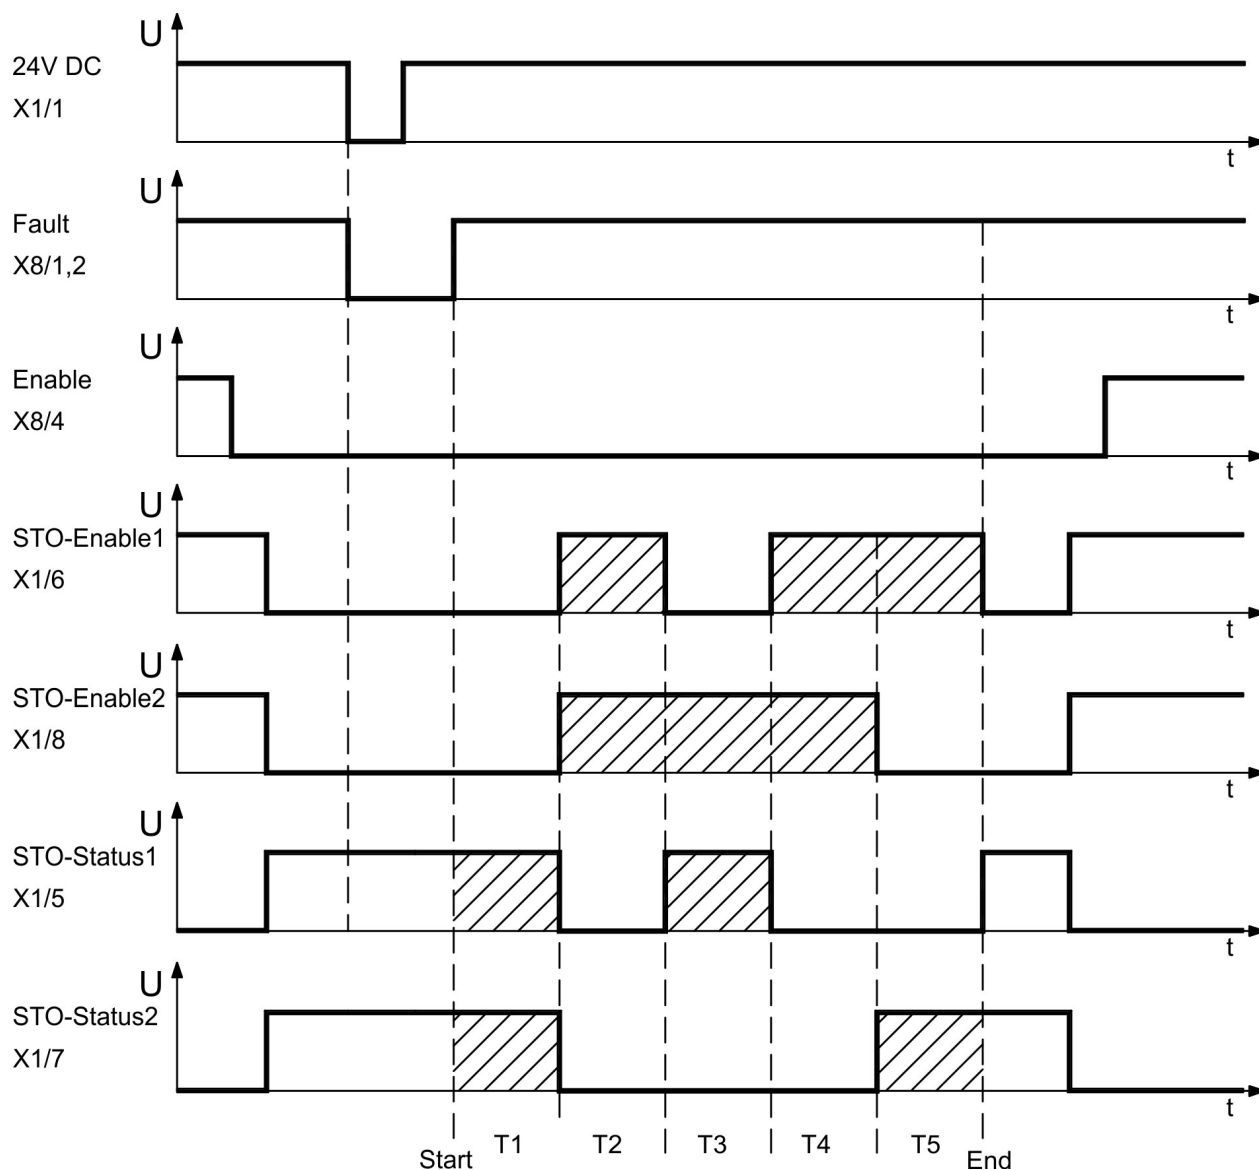 U
24V DC
X1/1
t
U
Fault
X8/1,2
t
U
Enable
X8/4
t
U
STO-Enable1
X1/6
t
U
STO-Enable2
X1/8
t
U
STO-Status1
X1/5
t
U
STO-Status2
X1/7
t
Start T1 T2 T3 T4 T5 End